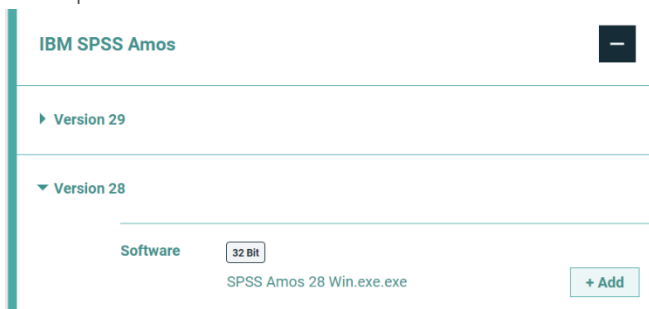 IBM SPSS Amos
Version 29
Version 28
Software
32 Bit
SPSS Amos 28 Win.exe.exe
+ Add